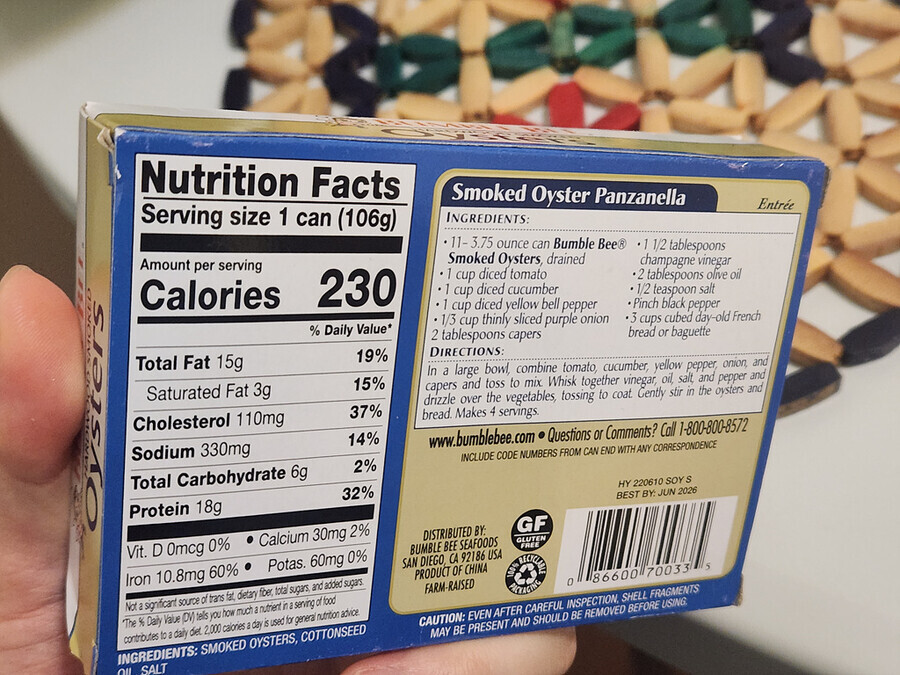 Oysters
Nutrition Facts
Serving size 1 can (106g)
Amount per serving
Calories 230
% Daily Value*
Total Fat 15g 19%
Saturated Fat 3g 15%
Cholesterol 110mg 37%
Sodium 330mg 14%
Total Carbohydrate 6g 2%
Protein 18g 32%
Vit. D 0mcg 0% • Calcium 30mg 2%
Iron 10.8mg 60% • Potas. 60mg 0%
Not a significant source of trans fat, dietary fiber, total sugars, and added sugars.
*The % Daily Value (DV) tells you how much a nutrient in a serving of food
contributes to a daily diet. 2,000 calories a day is used for general nutrition advice.
INGREDIENTS: SMOKED OYSTERS, COTTONSEED
OIL, SALT
Smoked Oyster Panzanella
Entrée
INGREDIENTS:
• 11– 3.75 ounce can Bumble Bee®
Smoked Oysters, drained
• 1 cup diced tomato
• 1 cup diced cucumber
• 1 cup diced yellow bell pepper
• 1/3 cup thinly sliced purple onion
2 tablespoons capers
• 1 1/2 tablespoons
champagne vinegar
• 2 tablespoons olive oil
• 1/2 teaspoon salt
• Pinch black pepper
• 3 cups cubed day-old French
bread or baguette
DIRECTIONS:
In a large bowl, combine tomato, cucumber, yellow pepper, onion, and
capers and toss to mix. Whisk together vinegar, oil, salt, and pepper and
drizzle over the vegetables, tossing to coat. Gently stir in the oysters and
bread. Makes 4 servings.
www.bumblebee.com • Questions or Comments? Call 1-800-800-8572
INCLUDE CODE NUMBERS FROM CAN END WITH ANY CORRESPONDENCE
HY 220610 SOY S
BEST BY: JUN 2026
DISTRIBUTED BY:
BUMBLE BEE SEAFOODS
SAN DIEGO, CA 92186 USA
PRODUCT OF CHINA
FARM-RAISED
GF
GLUTEN
FREE
100% RECYCLABLE
PACKAGING
0 86600 70033 5
CAUTION: EVEN AFTER CAREFUL INSPECTION, SHELL FRAGMENTS
MAY BE PRESENT AND SHOULD BE REMOVED BEFORE USING.